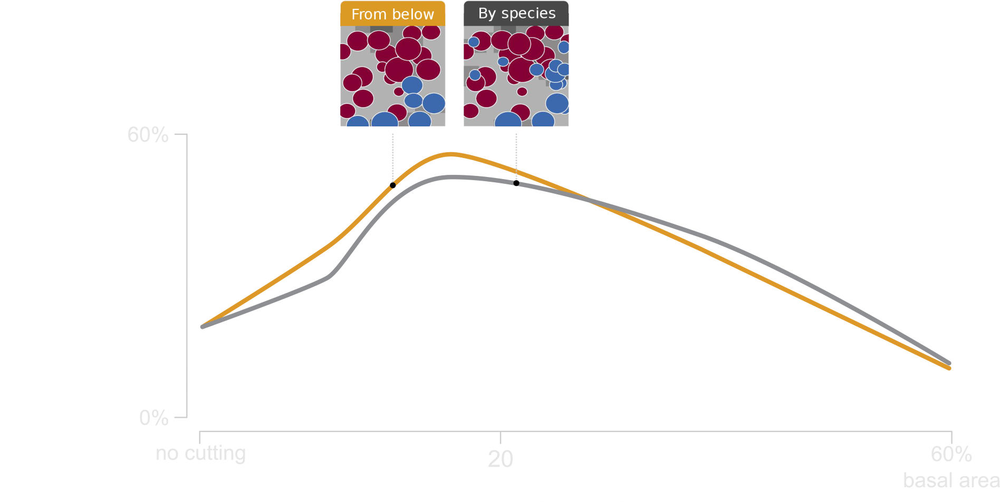 From below
By species
60%
0%
no cutting
20
60%
basal area